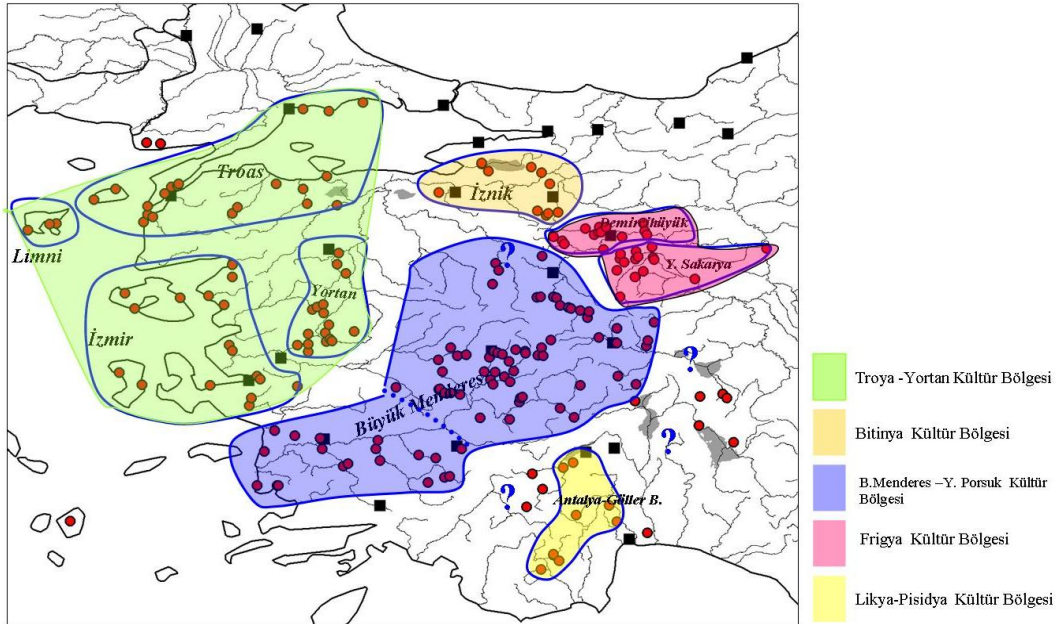 Troas
İznik
Demircihüyük
Limni
?
Y. Sakarya
Yortan
İzmir
?
Büyük Menderes
?
?
Antalya-Göller B.
Troya -Yortan Kültür Bölgesi
Bitinya Kültür Bölgesi
B.Menderes –Y. Porsuk Kültür
Bölgesi
Frigya Kültür Bölgesi
Likya-Pisidya Kültür Bölgesi